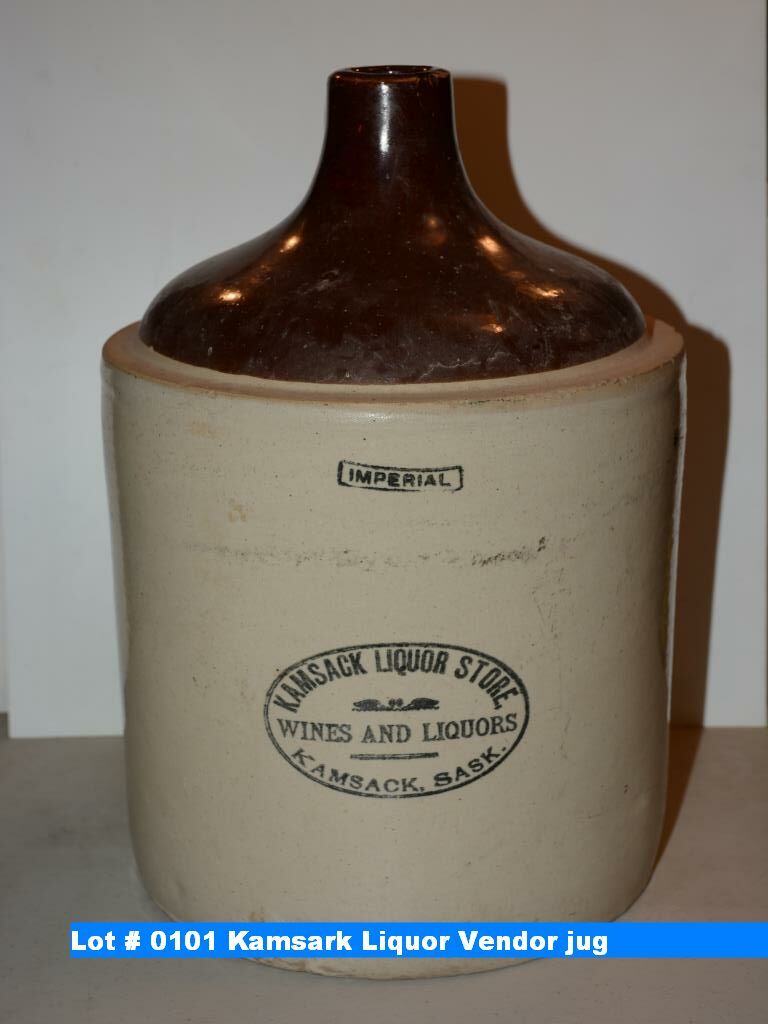 IMPERIAL
KAMSACK LIQUOR STORE,
WINES AND LIQUORS
KAMSACK, SASK.
Lot # 0101 Kamsark Liquor Vendor jug